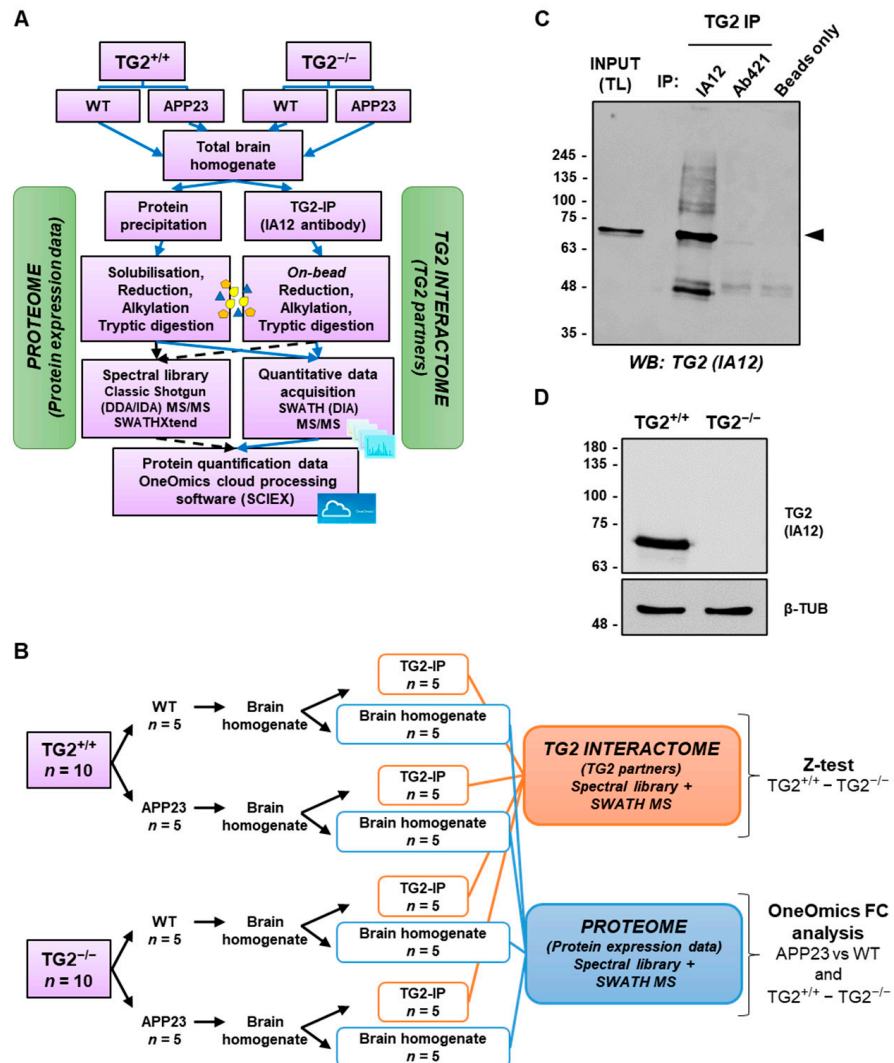 A
TG2+/+
TG2−/−
WT
APP23
WT
APP23
Total brain
homogenate
PROTEOME
(Protein expression data)
Protein
precipitation
TG2-IP
(IA12 antibody)
TG2 INTERACTOME
(TG2 partners)
Solubilisation,
Reduction,
Alkylation
Tryptic digestion
On-bead
Reduction,
Alkylation,
Tryptic digestion
Spectral library
Classic Shotgun
(DDA/IDA) MS/MS
SWATHXtend
Quantitative data
acquisition
SWATH (DIA)
MS/MS
Protein quantification data
OneOmics cloud processing
software (SCIEX)
C
TG2 IP
INPUT
(TL)
IP:
IA12
Ab421
Beads only
245 -
135 -
100 -
75 -
63 -
48 -
35 -
WB: TG2 (IA12)
D
TG2+/+
TG2−/−
180 -
135 -
100 -
75 -
63 -
TG2
(IA12)
β-TUB
48 -
B
TG2+/+
n = 10
WT
n = 5
Brain
homogenate
TG2-IP
n = 5
Brain homogenate
n = 5
APP23
n = 5
Brain
homogenate
TG2-IP
n = 5
Brain homogenate
n = 5
TG2−/−
n = 10
WT
n = 5
Brain
homogenate
TG2-IP
n = 5
Brain homogenate
n = 5
APP23
n = 5
Brain
homogenate
TG2-IP
n = 5
Brain homogenate
n = 5
TG2 INTERACTOME
(TG2 partners)
Spectral library +
SWATH MS
Z-test
TG2+/+ – TG2−/−
PROTEOME
(Protein expression data)
Spectral library +
SWATH MS
OneOmics FC
analysis
APP23 vs WT
and
TG2+/+ – TG2−/−